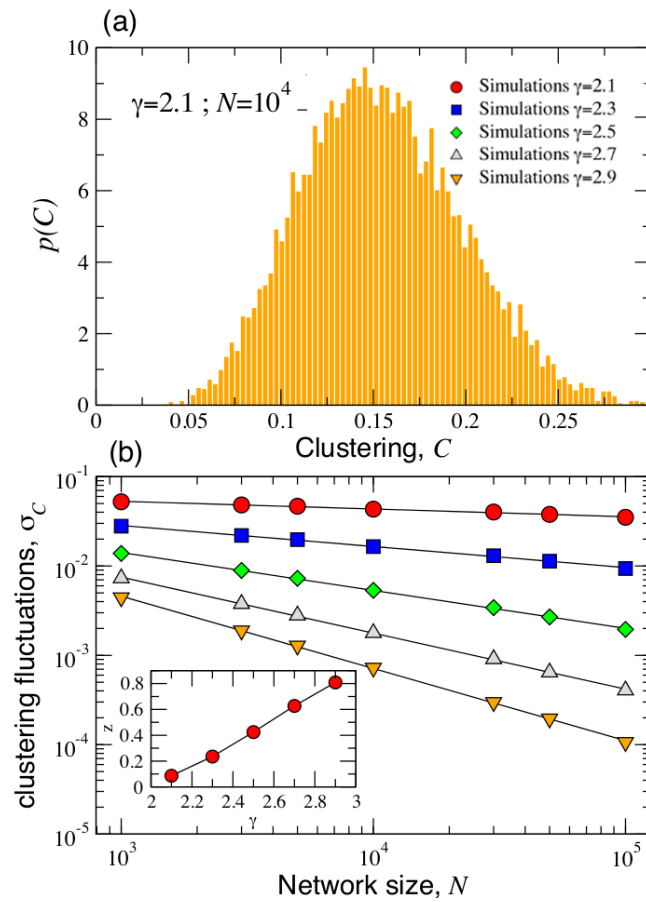 (a)
10
8
6
4
2
0
p(C)
γ=2.1 ; N=10⁴
Simulations γ=2.1
Simulations γ=2.3
Simulations γ=2.5
Simulations γ=2.7
Simulations γ=2.9
0 0.05 0.1 0.15 0.2 0.25
Clustering, C
(b)
10⁻¹
10⁻²
10⁻³
10⁻⁴
10⁻⁵
clustering fluctuations, σ_C
0.8
0.6
0.4
0.2
0
z
2 2.2 2.4 2.6 2.8 3
γ
10³ 10⁴ 10⁵
Network size, N